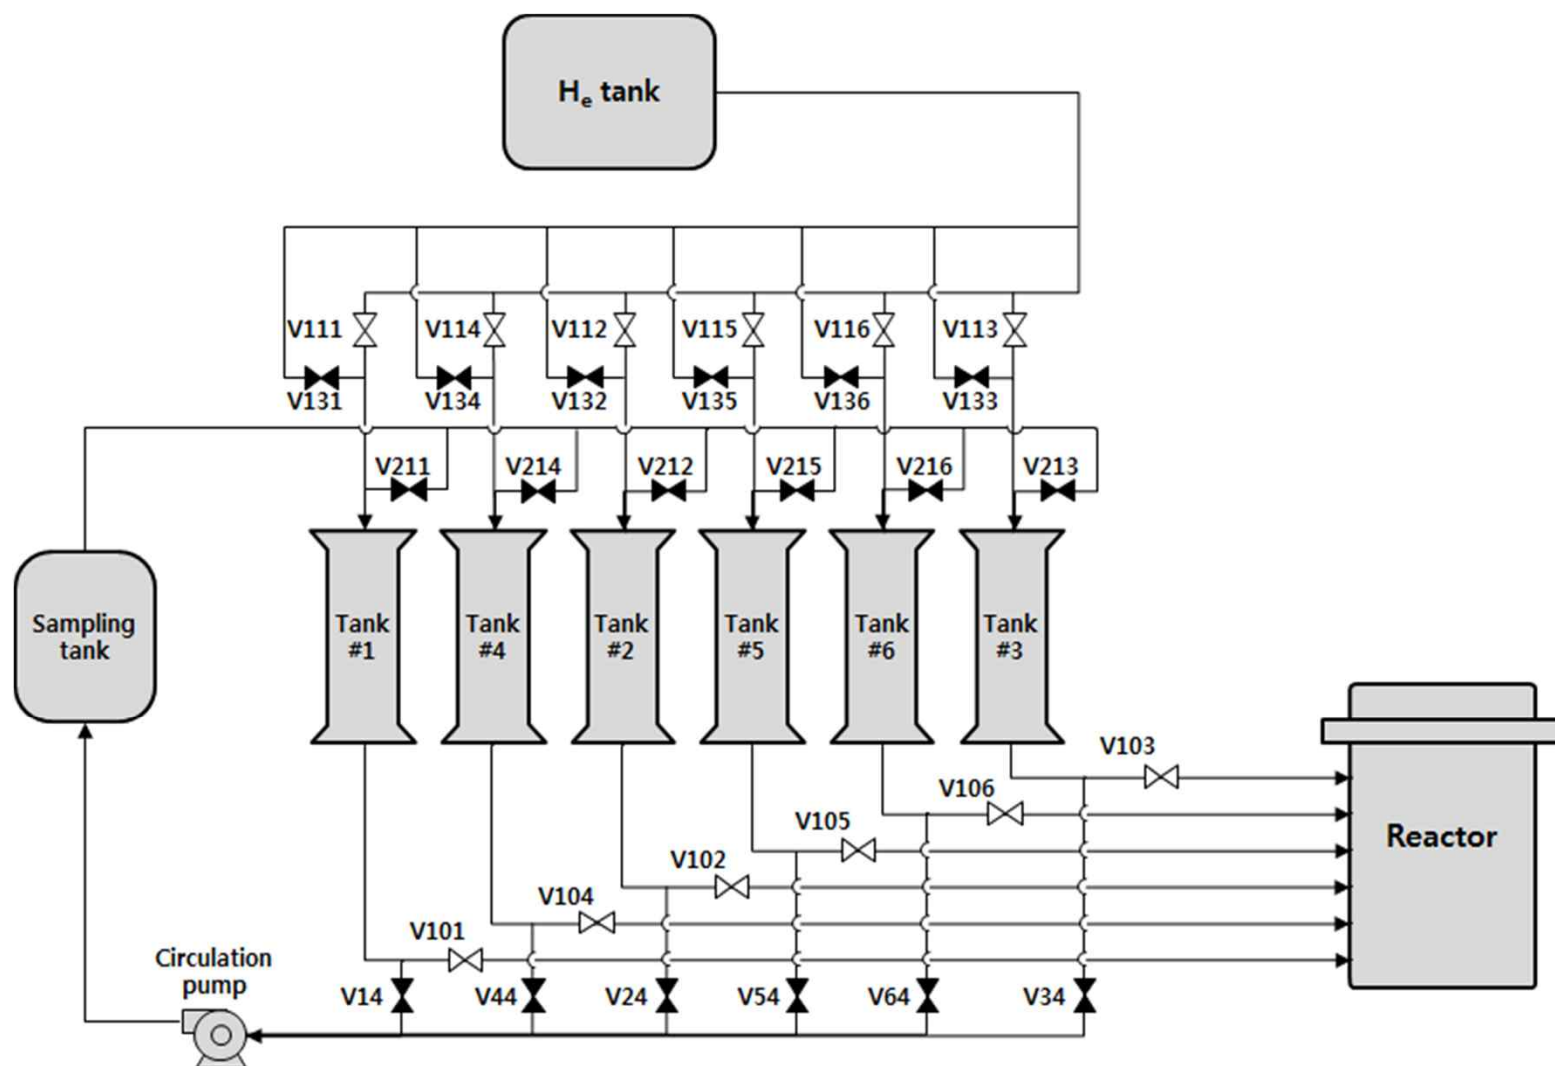 He tank
V111
V114
V112
V115
V116
V113
V131
V134
V132
V135
V136
V133
V211
V214
V212
V215
V216
V213
Sampling
tank
Tank
#1
Tank
#4
Tank
#2
Tank
#5
Tank
#6
Tank
#3
V103
V106
V105
V102
V104
V101
Reactor
Circulation
pump
V14
V44
V24
V54
V64
V34